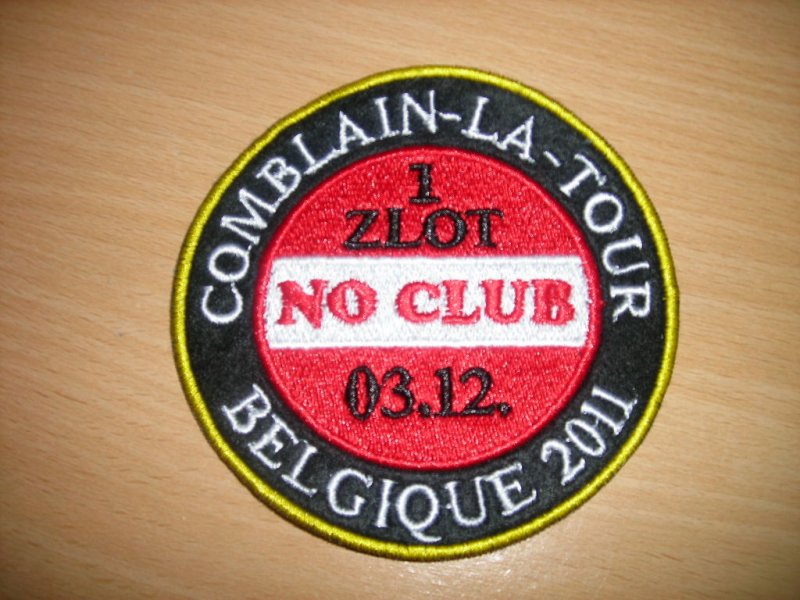 COMBLAIN-LA-TOUR
1
ZLOT
NO CLUB
03.12.
BELGIQUE 2011